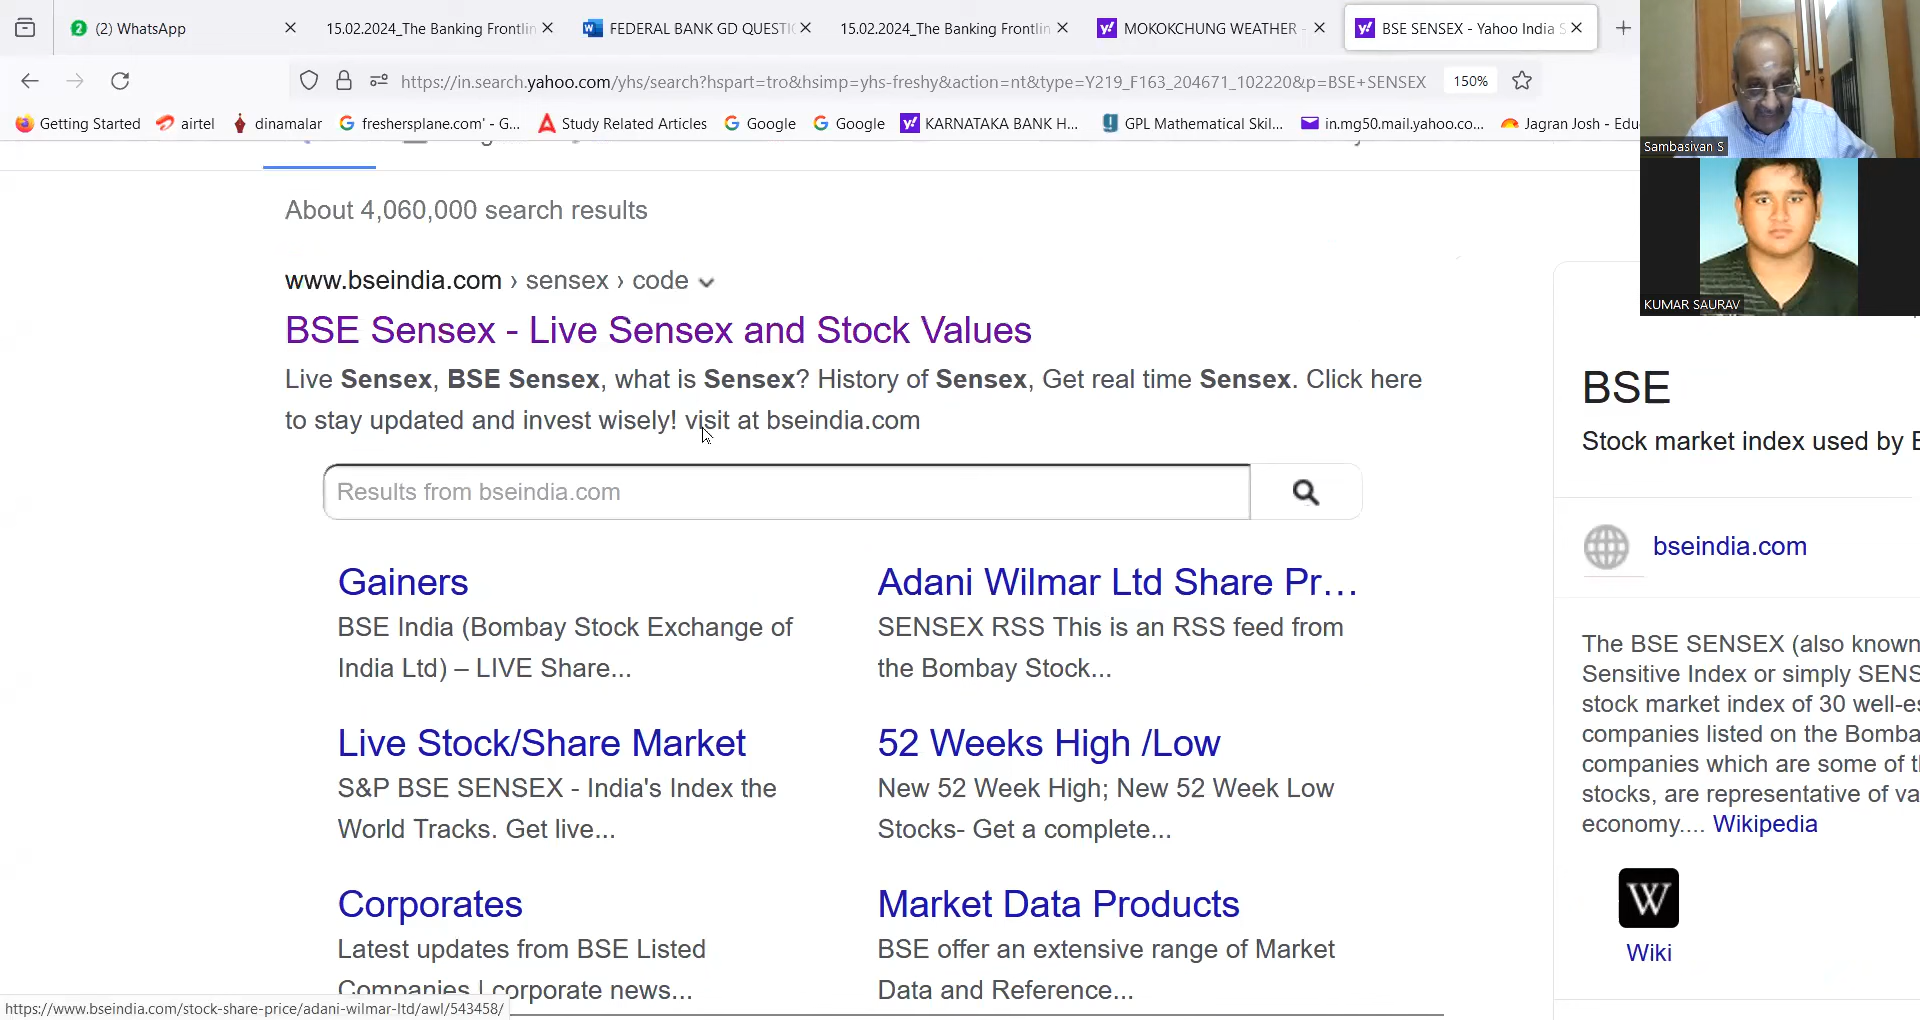 2 (2) WhatsApp
15.02.2024_The Banking Frontlin
FEDERAL BANK GD QUESTI
15.02.2024_The Banking Frontlin
MOKOKCHUNG WEATHER -
BSE SENSEX - Yahoo India S
https://in.search.yahoo.com/yhs/search?hspart=tro&hsimp=yhs-freshy&action=nt&type=Y219_F163_204671_102220&p=BSE+SENSEX
150%
Getting Started
airtel
dinamalar
freshersplane.com' - G...
Study Related Articles
Google
Google
KARNATAKA BANK H...
GPL Mathematical Skil...
in.mg50.mail.yahoo.co...
Jagran Josh - Edu
Sambasivan S
KUMAR SAURAV
About 4,060,000 search results
www.bseindia.com › sensex › code
BSE Sensex - Live Sensex and Stock Values
Live Sensex, BSE Sensex, what is Sensex? History of Sensex, Get real time Sensex. Click here
to stay updated and invest wisely! visit at bseindia.com
Results from bseindia.com
Gainers
BSE India (Bombay Stock Exchange of
India Ltd) – LIVE Share...
Adani Wilmar Ltd Share Pr...
SENSEX RSS This is an RSS feed from
the Bombay Stock...
Live Stock/Share Market
S&P BSE SENSEX - India's Index the
World Tracks. Get live...
52 Weeks High /Low
New 52 Week High; New 52 Week Low
Stocks- Get a complete...
Corporates
Latest updates from BSE Listed
Companies | corporate news...
Market Data Products
BSE offer an extensive range of Market
Data and Reference...
BSE
Stock market index used by
bseindia.com
The BSE SENSEX (also known
Sensitive Index or simply SENS
stock market index of 30 well-es
companies listed on the Bomba
companies which are some of t
stocks, are representative of va
economy.... Wikipedia
W
Wiki
https://www.bseindia.com/stock-share-price/adani-wilmar-ltd/awl/543458/